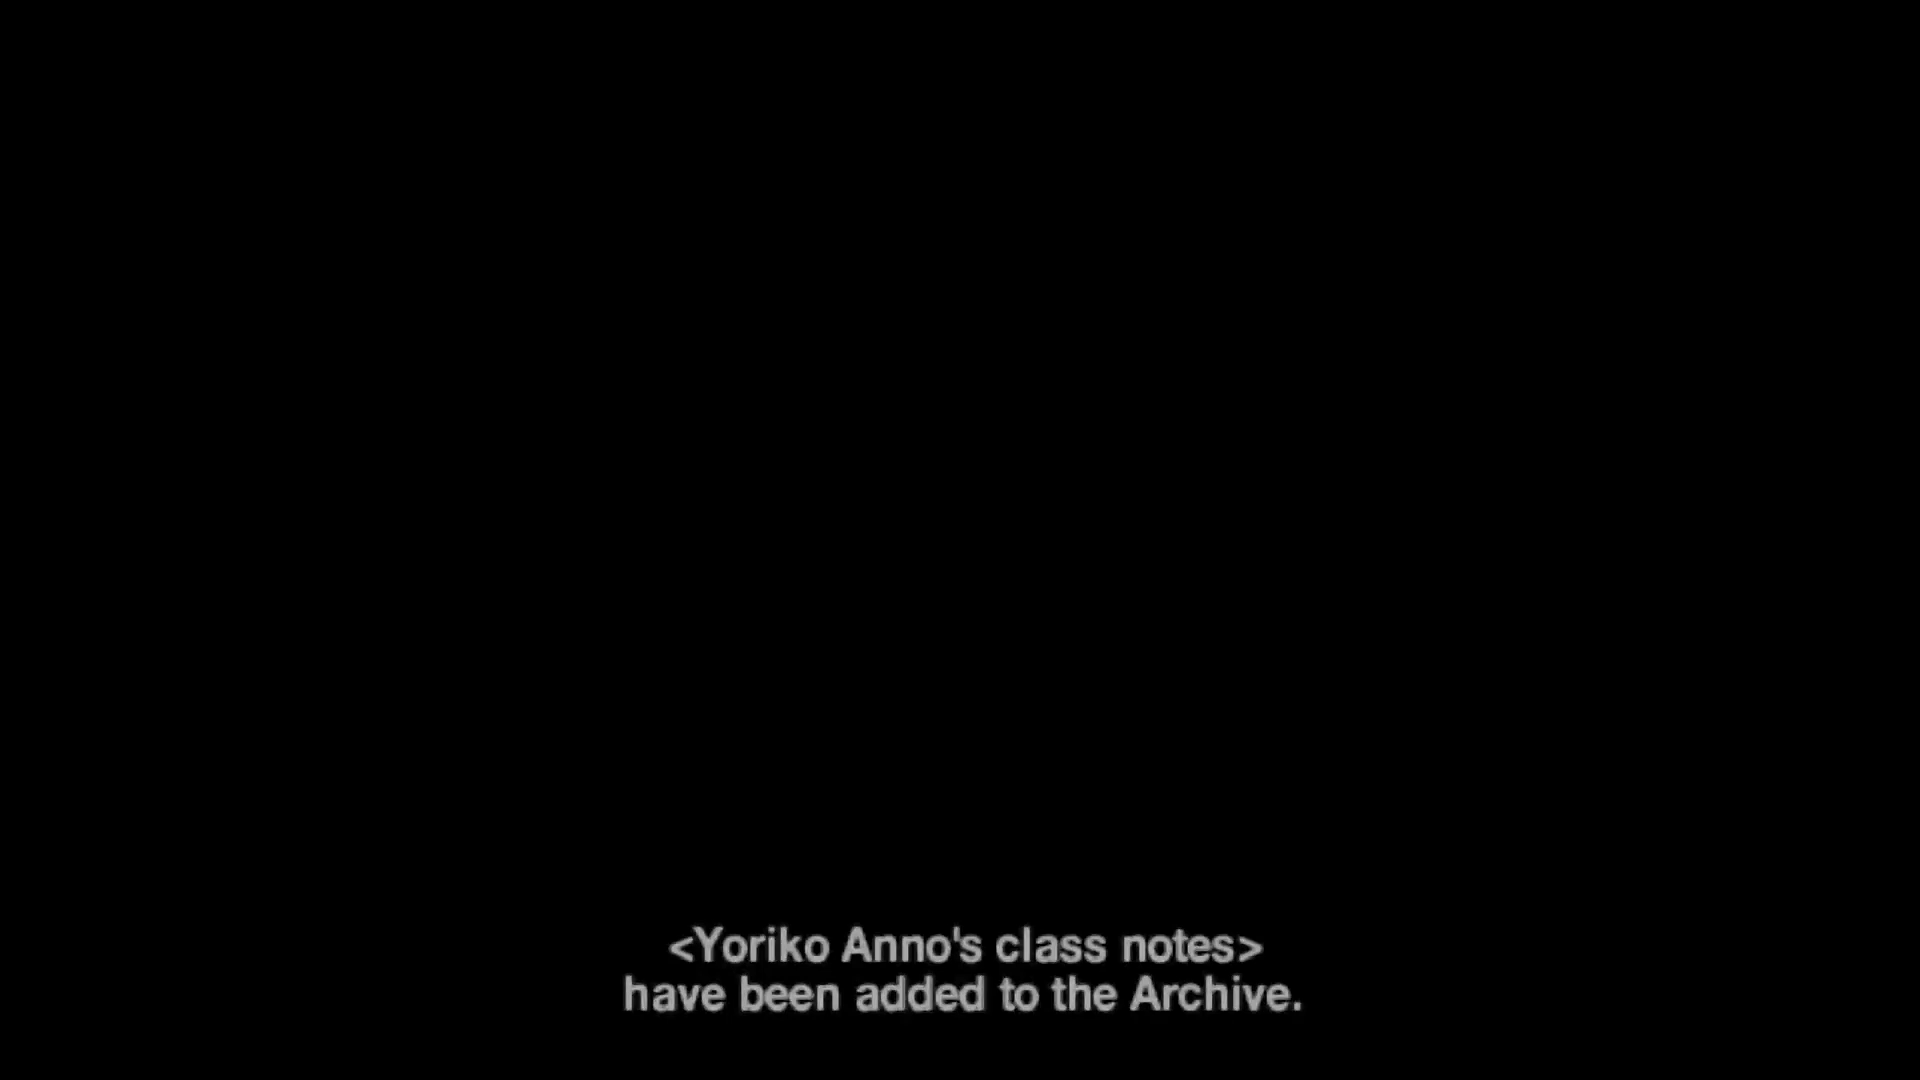 <Yoriko Anno's class notes>
have been added to the Archive.